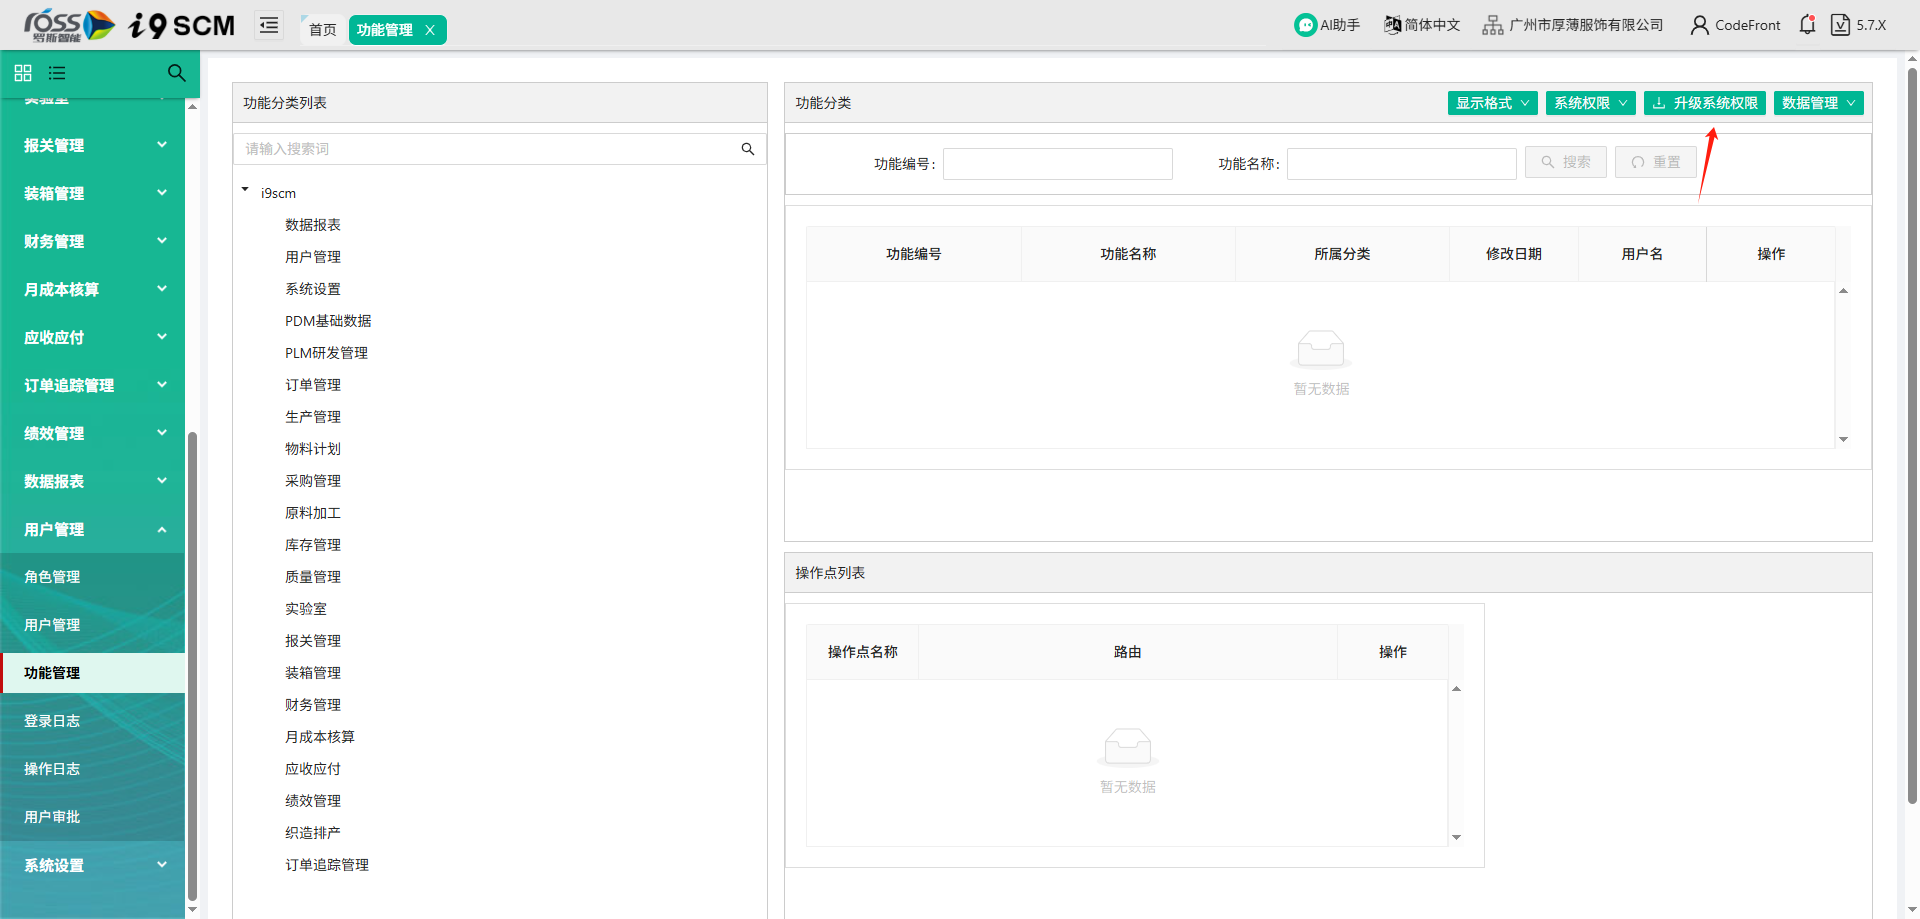 rōss
罗斯智能
i9 SCM
首页
功能管理
AI助手
简体中文
广州市厚薄服饰有限公司
CodeFront
5.7.X
实验室
报关管理
装箱管理
财务管理
月成本核算
应收应付
订单追踪管理
绩效管理
数据报表
用户管理
角色管理
用户管理
功能管理
登录日志
操作日志
用户审批
系统设置
功能分类列表
请输入搜索词
i9scm
数据报表
用户管理
系统设置
PDM基础数据
PLM研发管理
订单管理
生产管理
物料计划
采购管理
原料加工
库存管理
质量管理
实验室
报关管理
装箱管理
财务管理
月成本核算
应收应付
绩效管理
织造排产
订单追踪管理
功能分类
显示格式
系统权限
升级系统权限
数据管理
功能编号:
功能名称:
搜索
重置
功能编号 功能名称 所属分类 修改日期 用户名 操作
暂无数据
操作点列表
操作点名称 路由 操作
暂无数据